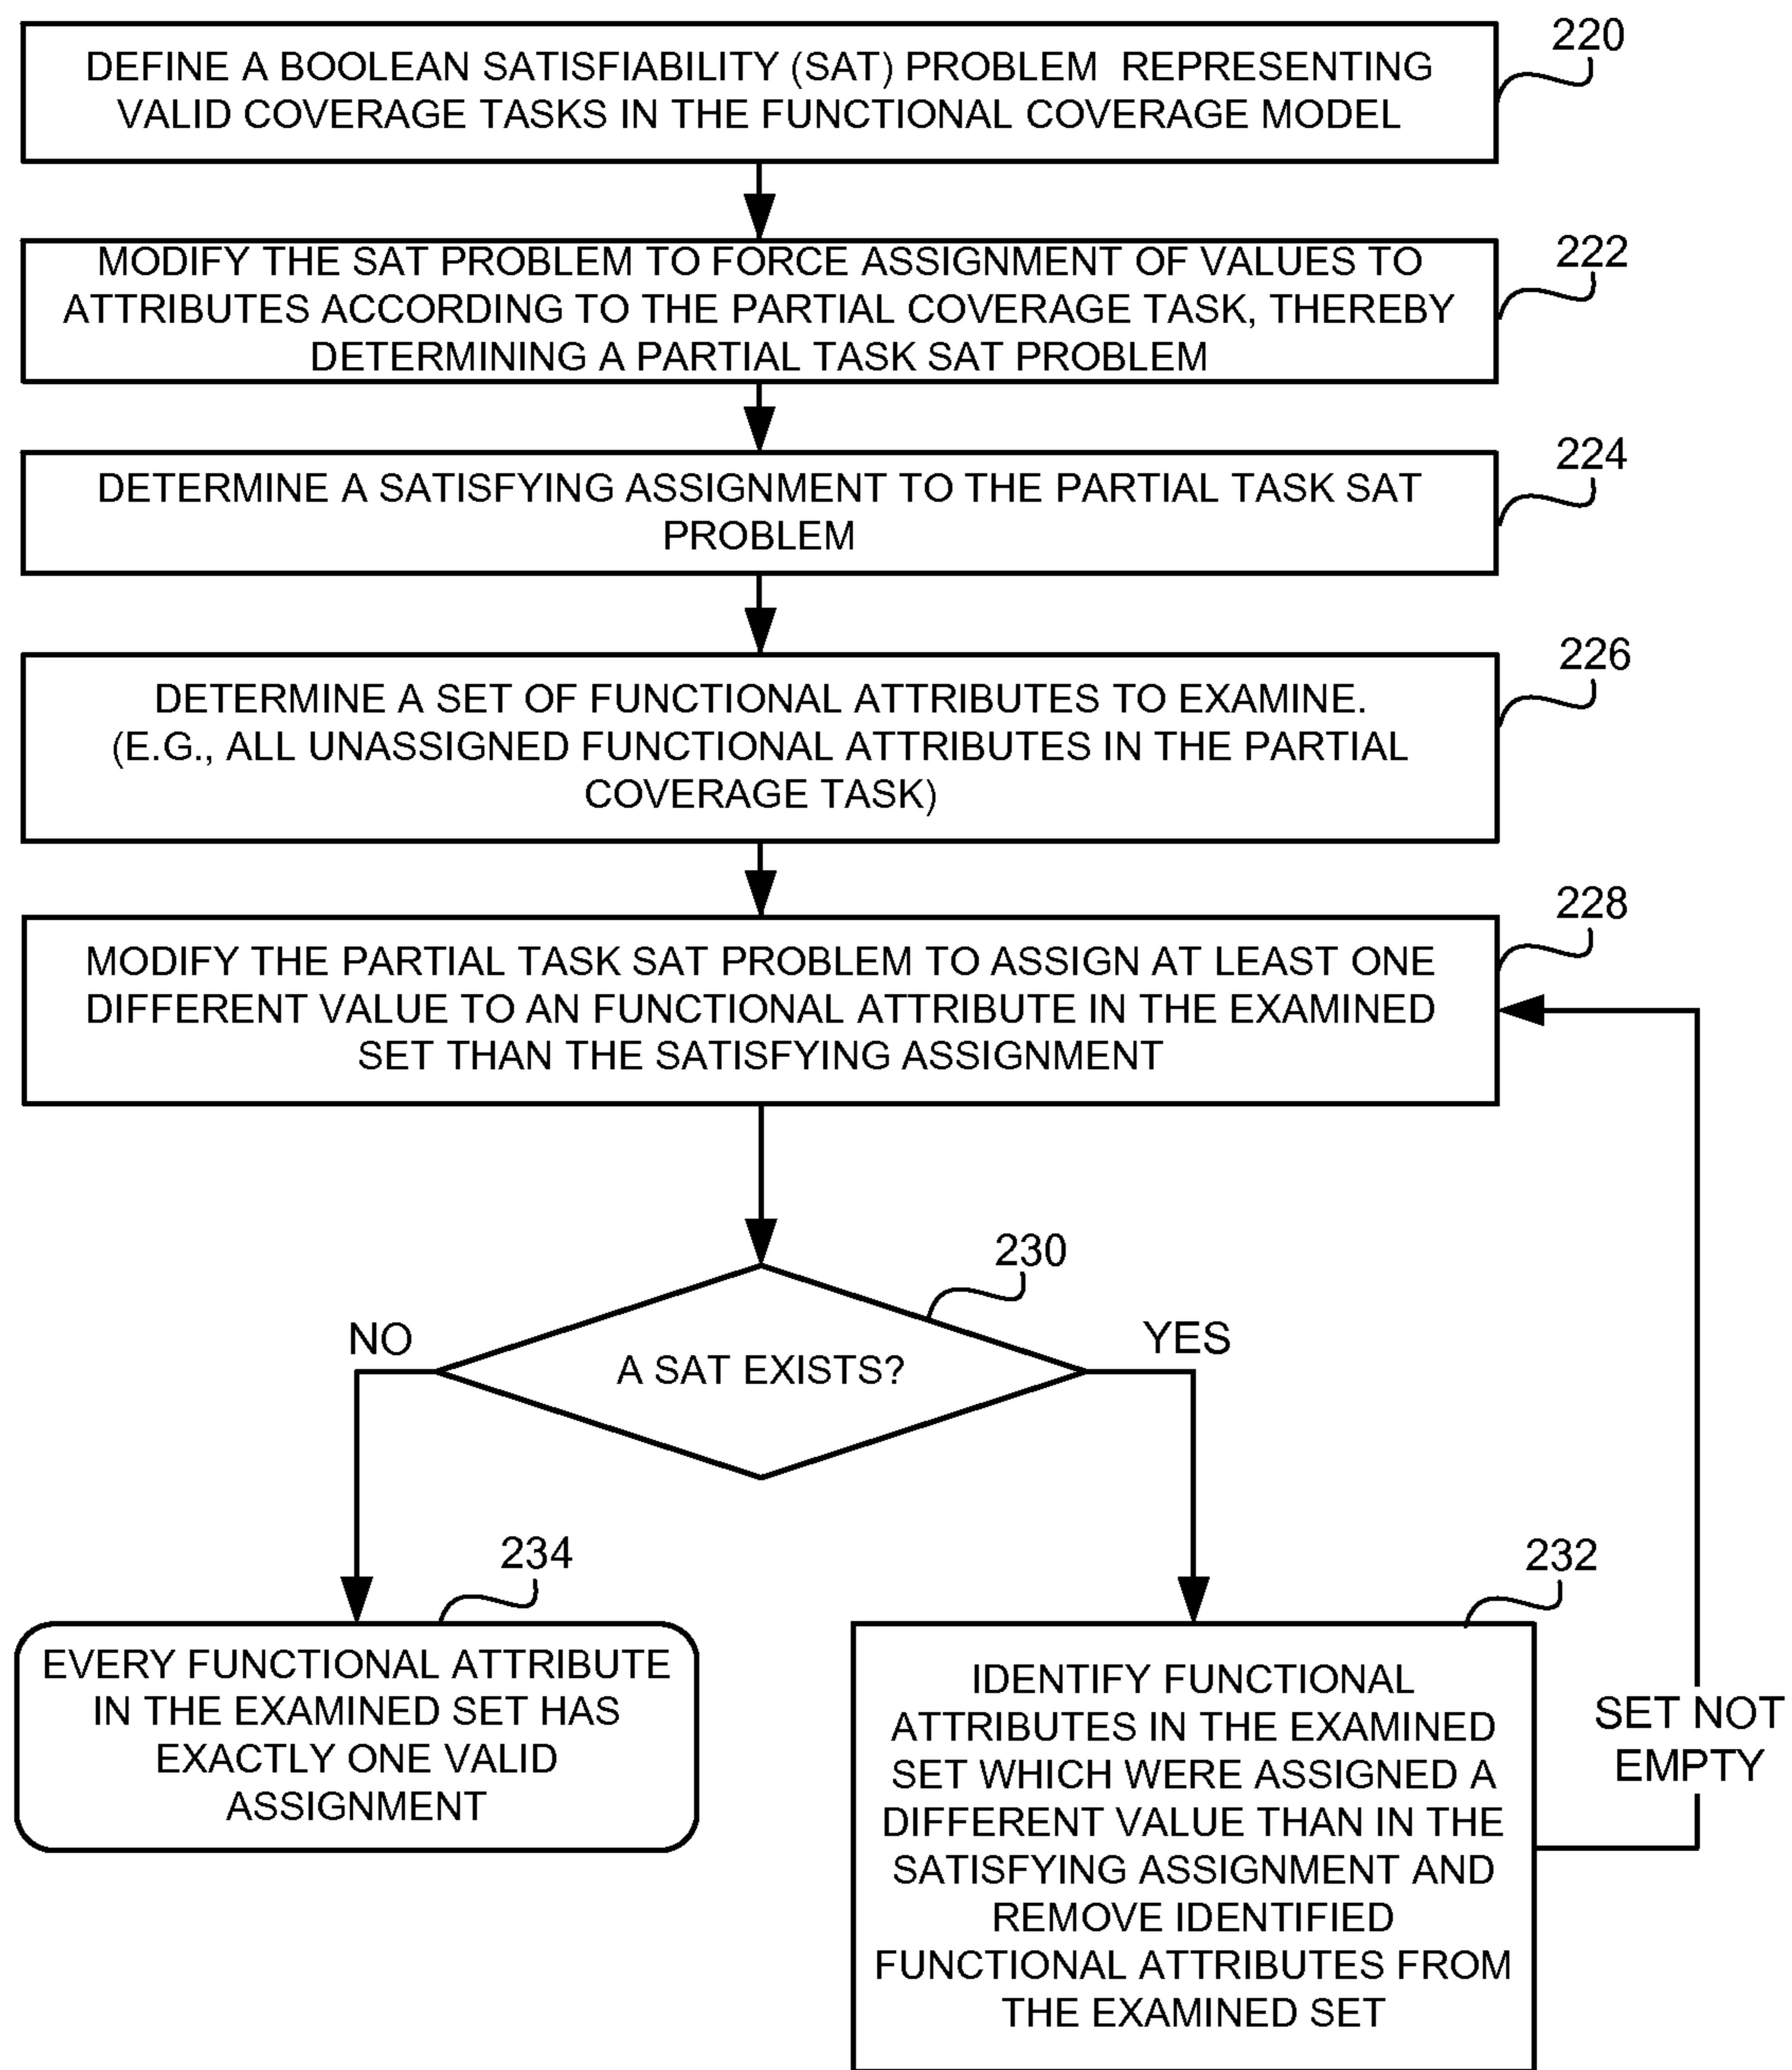 220
DEFINE A BOOLEAN SATISFIABILITY (SAT) PROBLEM REPRESENTING
VALID COVERAGE TASKS IN THE FUNCTIONAL COVERAGE MODEL
222
MODIFY THE SAT PROBLEM TO FORCE ASSIGNMENT OF VALUES TO
ATTRIBUTES ACCORDING TO THE PARTIAL COVERAGE TASK, THEREBY
DETERMINING A PARTIAL TASK SAT PROBLEM
224
DETERMINE A SATISFYING ASSIGNMENT TO THE PARTIAL TASK SAT
PROBLEM
226
DETERMINE A SET OF FUNCTIONAL ATTRIBUTES TO EXAMINE.
(E.G., ALL UNASSIGNED FUNCTIONAL ATTRIBUTES IN THE PARTIAL
COVERAGE TASK)
228
MODIFY THE PARTIAL TASK SAT PROBLEM TO ASSIGN AT LEAST ONE
DIFFERENT VALUE TO AN FUNCTIONAL ATTRIBUTE IN THE EXAMINED
SET THAN THE SATISFYING ASSIGNMENT
230
NO
YES
A SAT EXISTS?
234
EVERY FUNCTIONAL ATTRIBUTE
IN THE EXAMINED SET HAS
EXACTLY ONE VALID
ASSIGNMENT
232
IDENTIFY FUNCTIONAL
ATTRIBUTES IN THE EXAMINED
SET WHICH WERE ASSIGNED A
DIFFERENT VALUE THAN IN THE
SATISFYING ASSIGNMENT AND
REMOVE IDENTIFIED
FUNCTIONAL ATTRIBUTES FROM
THE EXAMINED SET
SET NOT
EMPTY